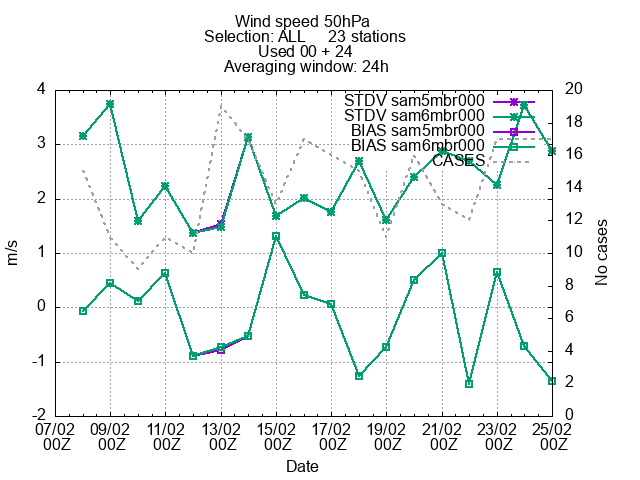 Wind speed 50hPa
Selection: ALL 23 stations
Used 00 + 24
Averaging window: 24h
STDV sam5mbr000
STDV sam6mbr000
BIAS sam5mbr000
BIAS sam6mbr000
CASES
4
3
2
1
0
-1
-2
m/s
20
18
16
14
12
10
8
6
4
2
0
No cases
07/02 09/02 11/02 13/02 15/02 17/02 19/02 21/02 23/02 25/02
00Z 00Z 00Z 00Z 00Z 00Z 00Z 00Z 00Z 00Z
Date